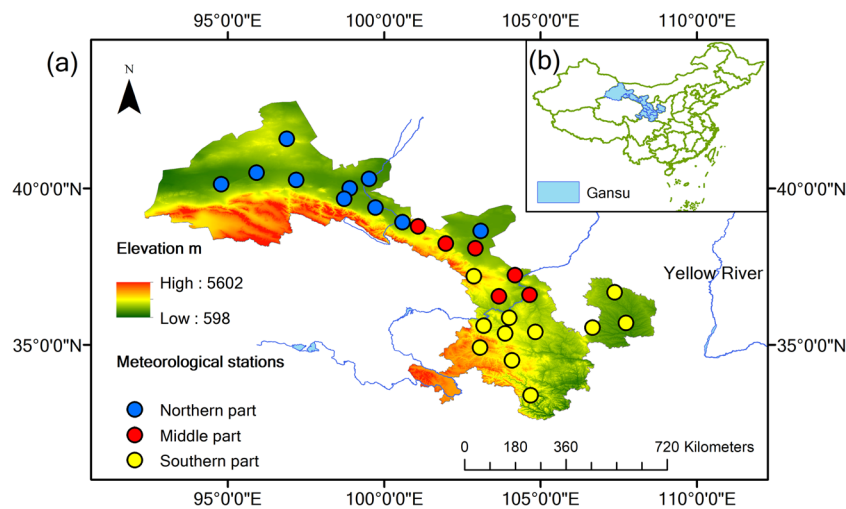 95°0'0"E 100°0'0"E 105°0'0"E 110°0'0"E
(a)
(b)
N
Gansu
40°0'0"N 40°0'0"N
Elevation m
High : 5602
Low : 598
Yellow River
35°0'0"N 35°0'0"N
Meteorological stations
Northern part
Middle part
Southern part
0 180 360 720 Kilometers
95°0'0"E 100°0'0"E 105°0'0"E 110°0'0"E